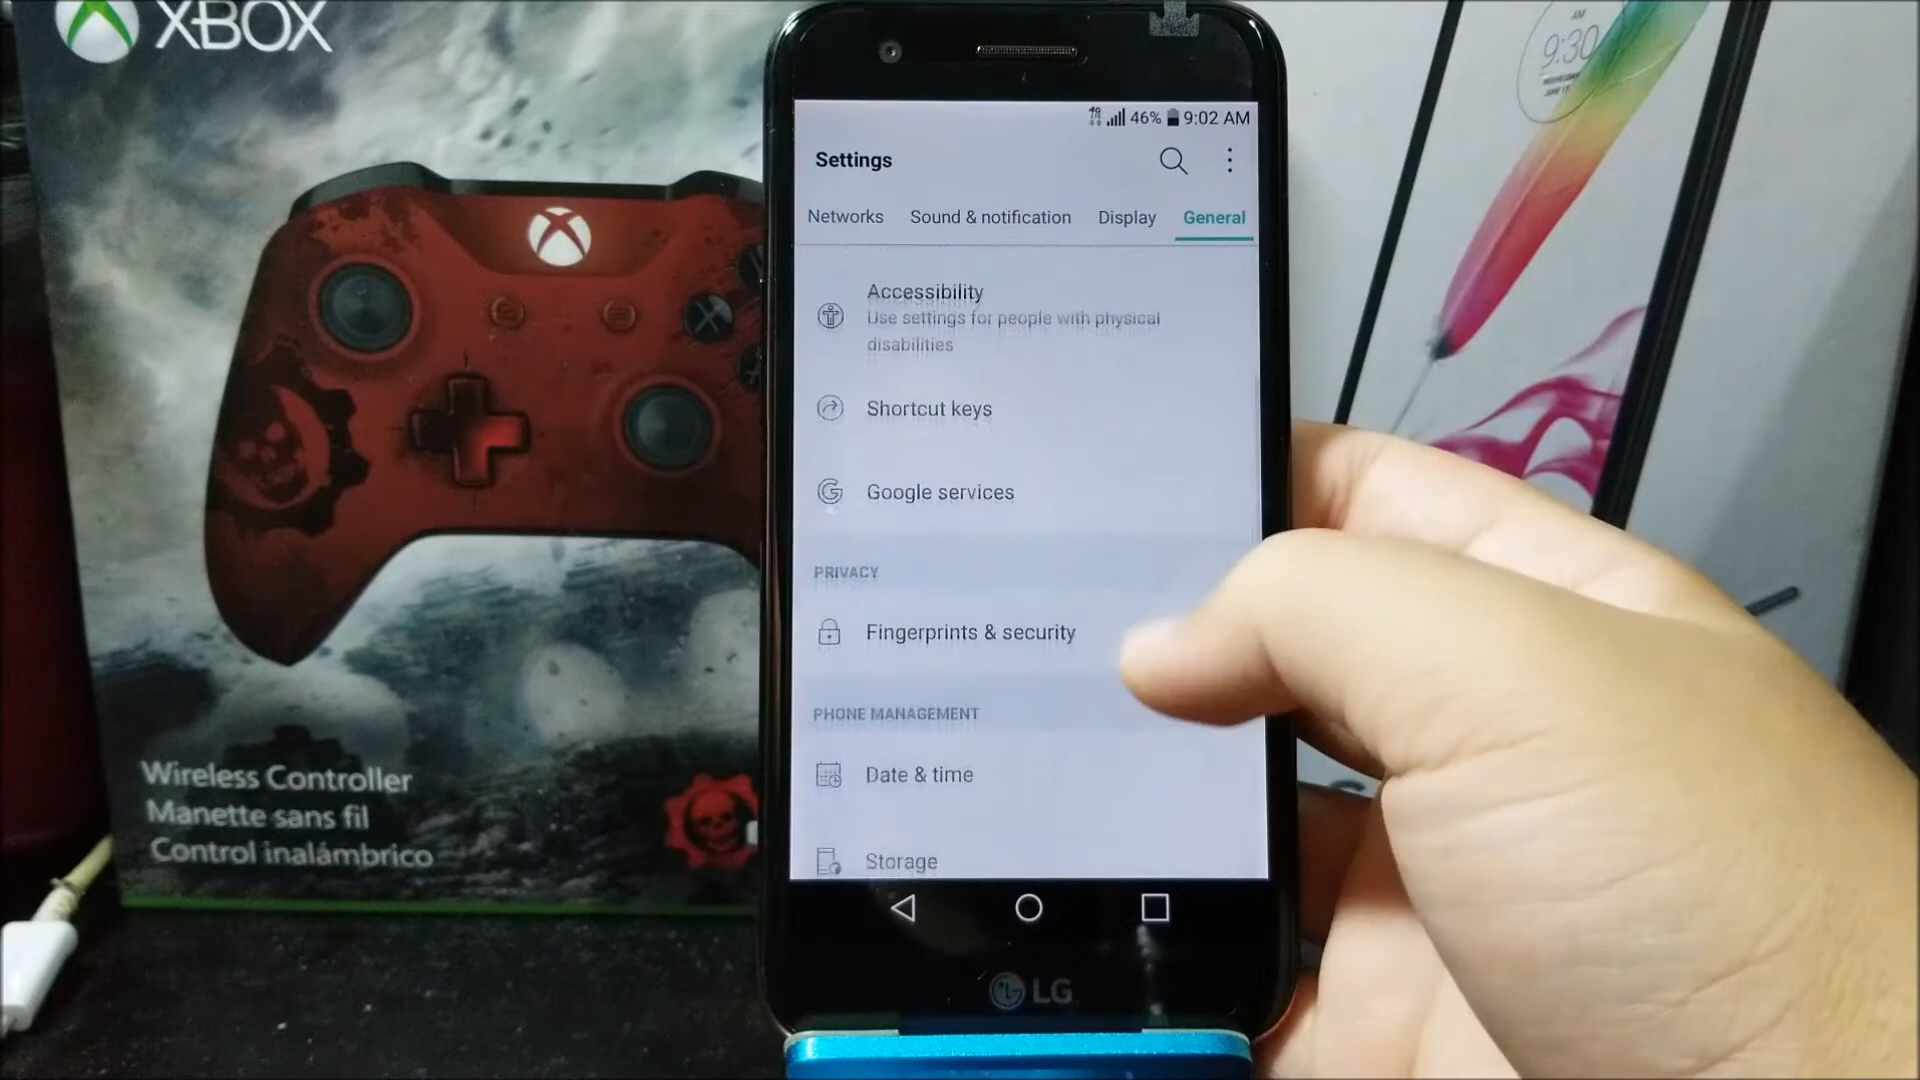 XBOX
Wireless Controller
Manette sans fil
Control inalámbrico
46% 9:02 AM
Settings
Networks Sound & notification Display General
Accessibility
Use settings for people with physical
disabilities
Shortcut keys
Google services
PRIVACY
Fingerprints & security
PHONE MANAGEMENT
Date & time
Storage
LG
AM
9:30